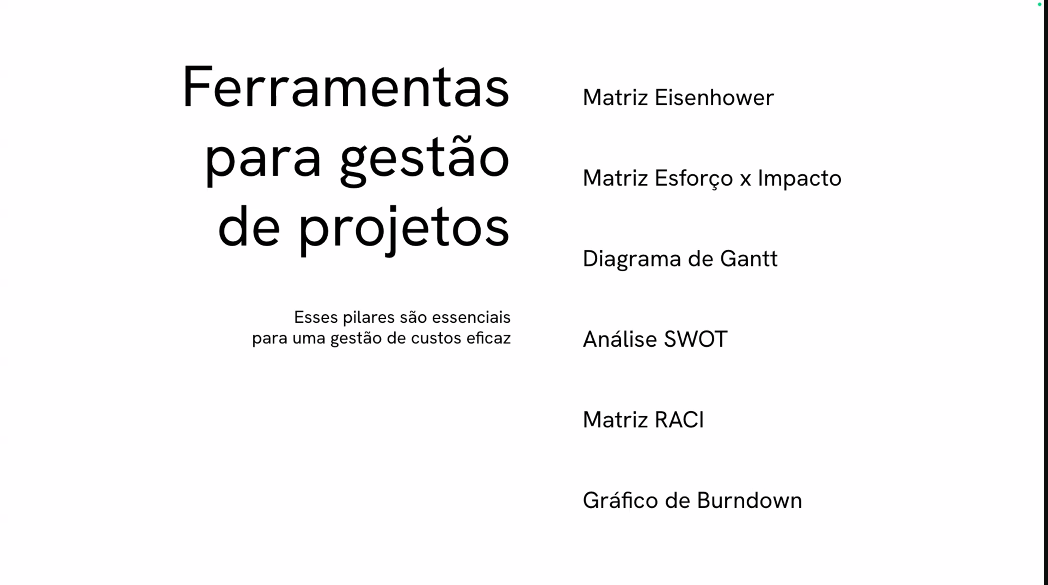 Ferramentas
para gestão
de projetos
Esses pilares são essenciais
para uma gestão de custos eficaz
Matriz Eisenhower
Matriz Esforço x Impacto
Diagrama de Gantt
Análise SWOT
Matriz RACI
Gráfico de Burndown